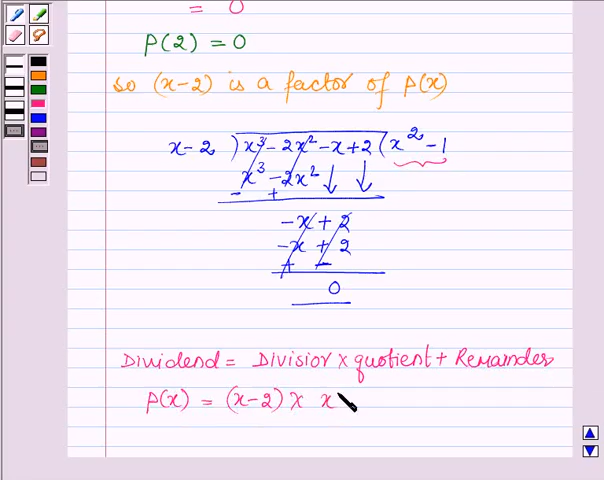 = 0
P(2) = 0
so (x-2) is a factor of P(x)
x-2 ) x³ - 2x² - x + 2 ( x² - 1
x³ - 2x²
- +
-x + 2
-x + 2
+ -
0
Dividend = Divisior × quotient + Remainder
P(x) = (x-2) × x